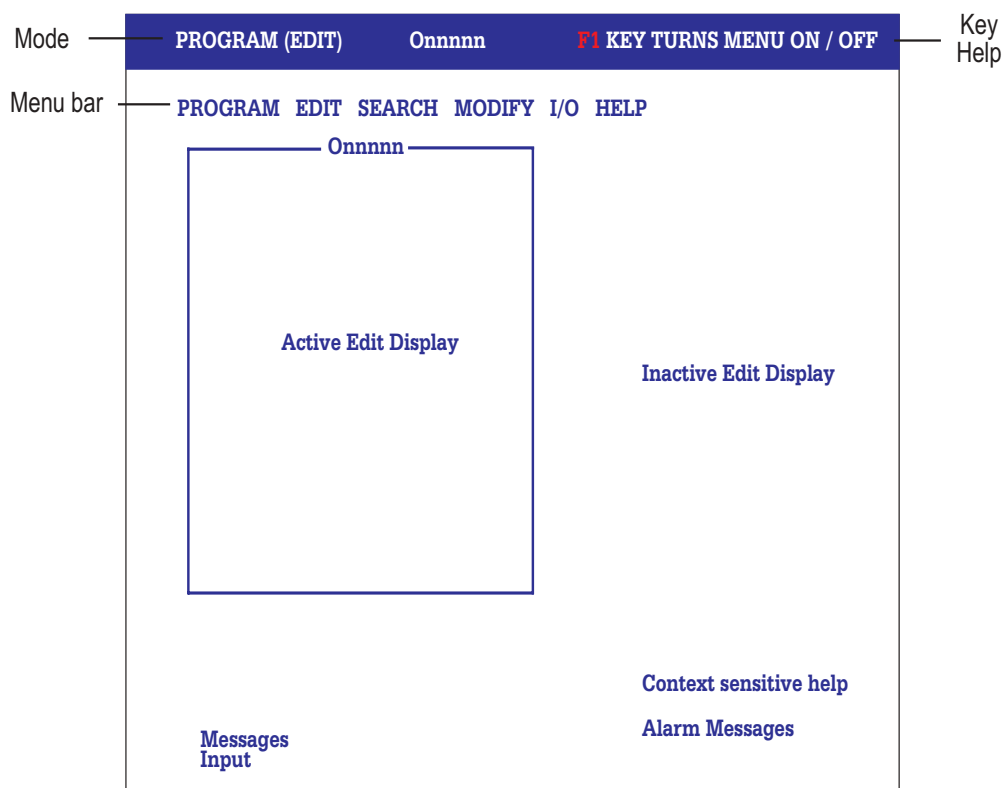 Mode
PROGRAM (EDIT) Onnnnn F1 KEY TURNS MENU ON / OFF
Key
Help
Menu bar
PROGRAM EDIT SEARCH MODIFY I/O HELP
Onnnnn
Active Edit Display
Inactive Edit Display
Context sensitive help
Alarm Messages
Messages
Input